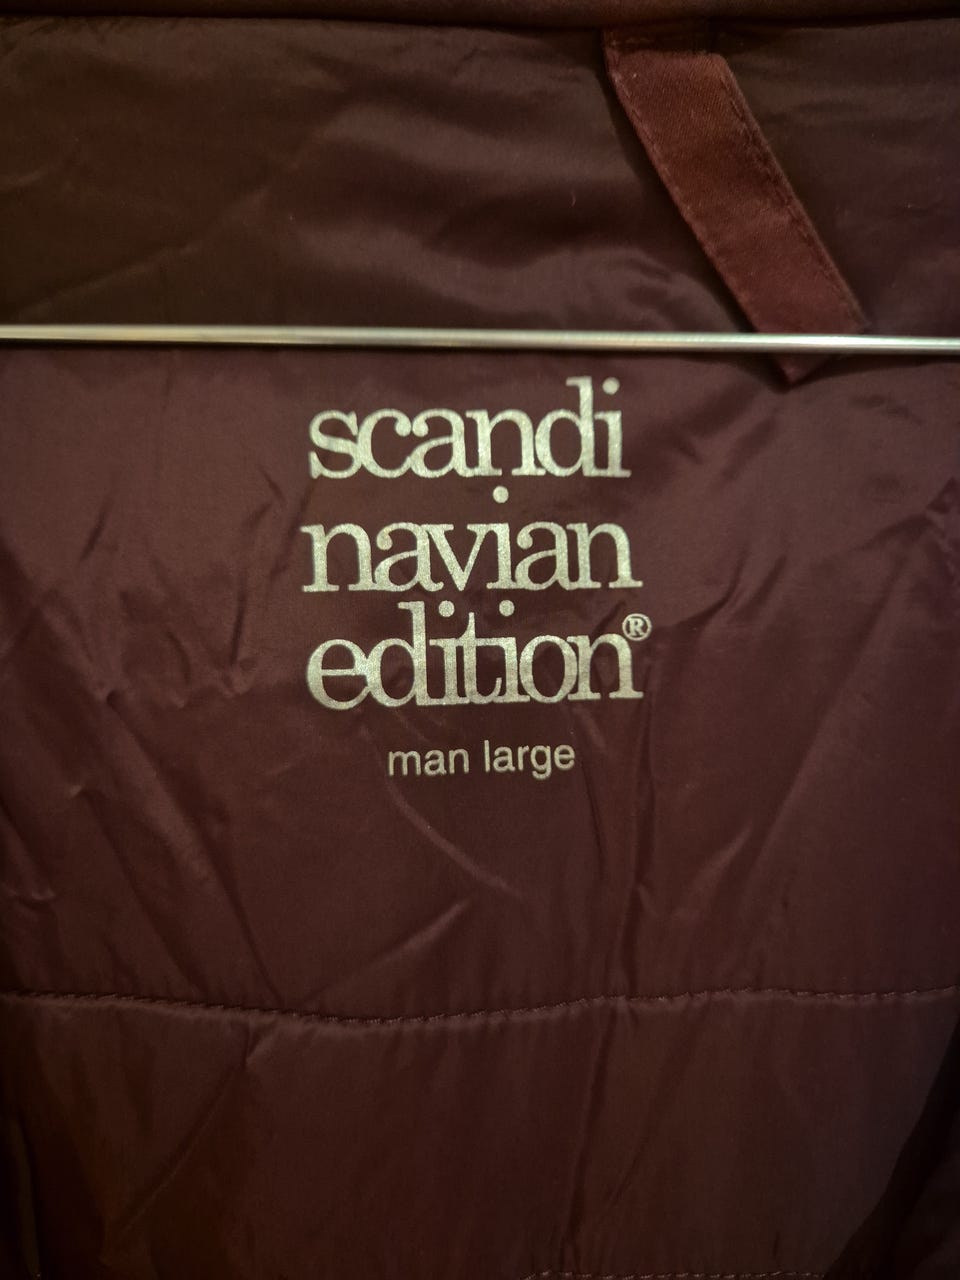 scandi
navian
edition®
man large